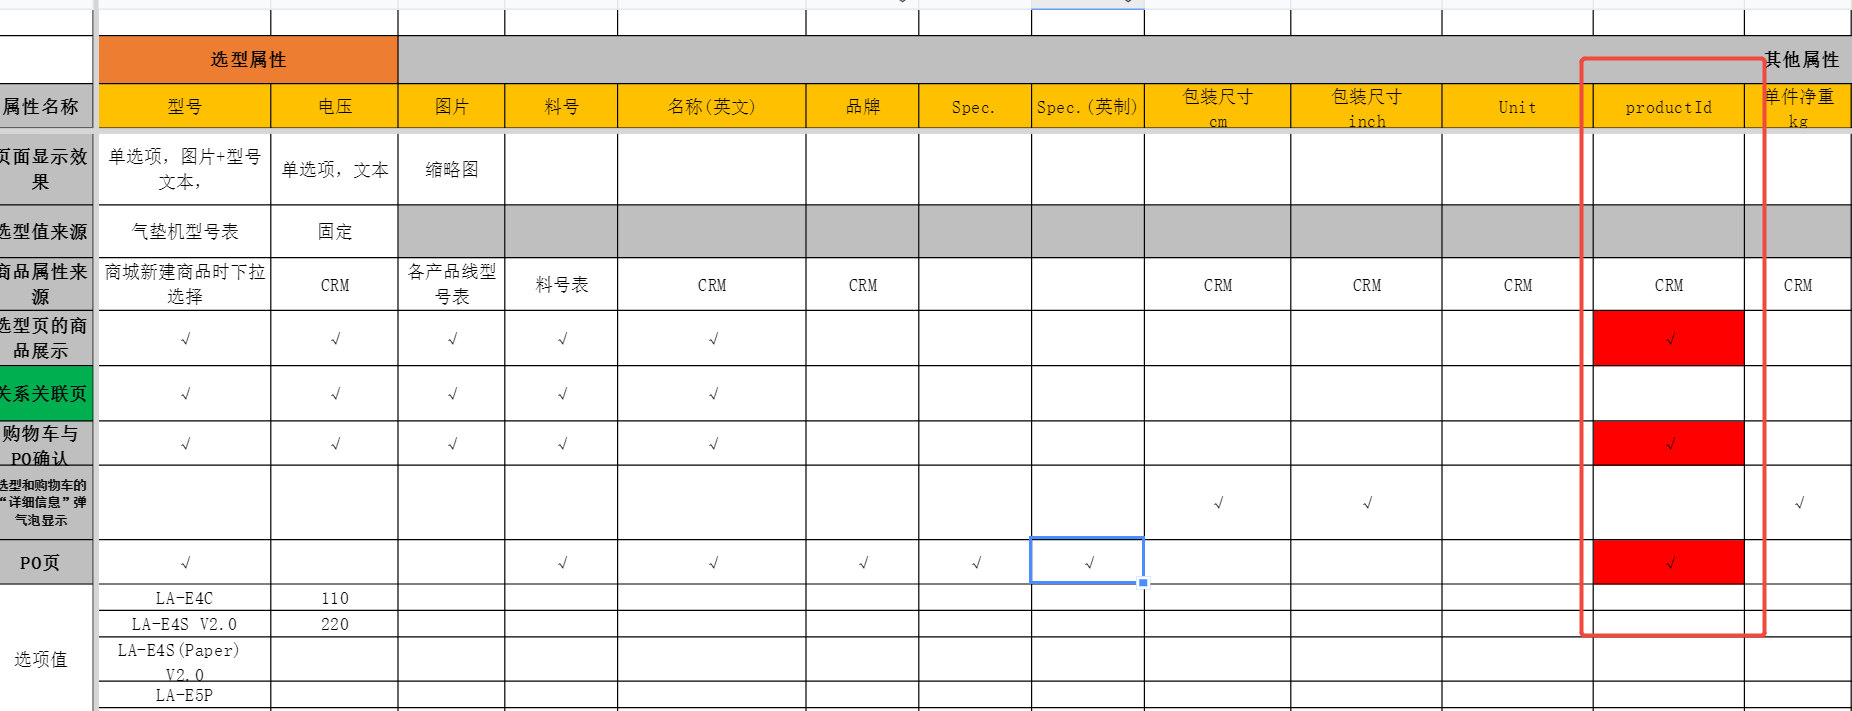 选型属性
其他属性
属性名称
型号
电压
图片
料号
名称(英文)
品牌
Spec.
Spec.(英制)
包装尺寸
cm
包装尺寸
inch
Unit
productId
单件净重
kg
页面显示效
果
单选项，图片+型号
文本，
单选项，文本
缩略图
选型值来源
气垫机型号表
固定
商品属性来
源
商城新建商品时下拉
选择
CRM
各产品线型
号表
料号表
CRM
CRM
CRM
CRM
CRM
CRM
CRM
选型页的商
品展示
√
√
√
√
√
√
关系关联页
√
√
√
√
√
购物车与
PO确认
√
√
√
√
√
√
选型和购物车的
“详细信息”弹
气泡显示
√
√
√
PO页
√
√
√
√
√
√
√
选项值
LA-E4C
110
LA-E4S V2.0
220
LA-E4S(Paper)
V2.0
LA-E5P